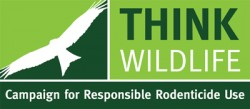 THINK
WILDLIFE
Campaign for Responsible Rodenticide Use